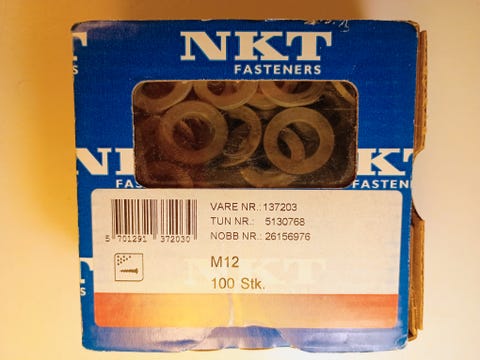 NKT
FASTENERS
NKT
NKT
FASTENERS
VARE NR.: 137203
TUN NR.: 5130768
NOBB NR.: 26156976
5 701291 372030
M12
100 Stk.